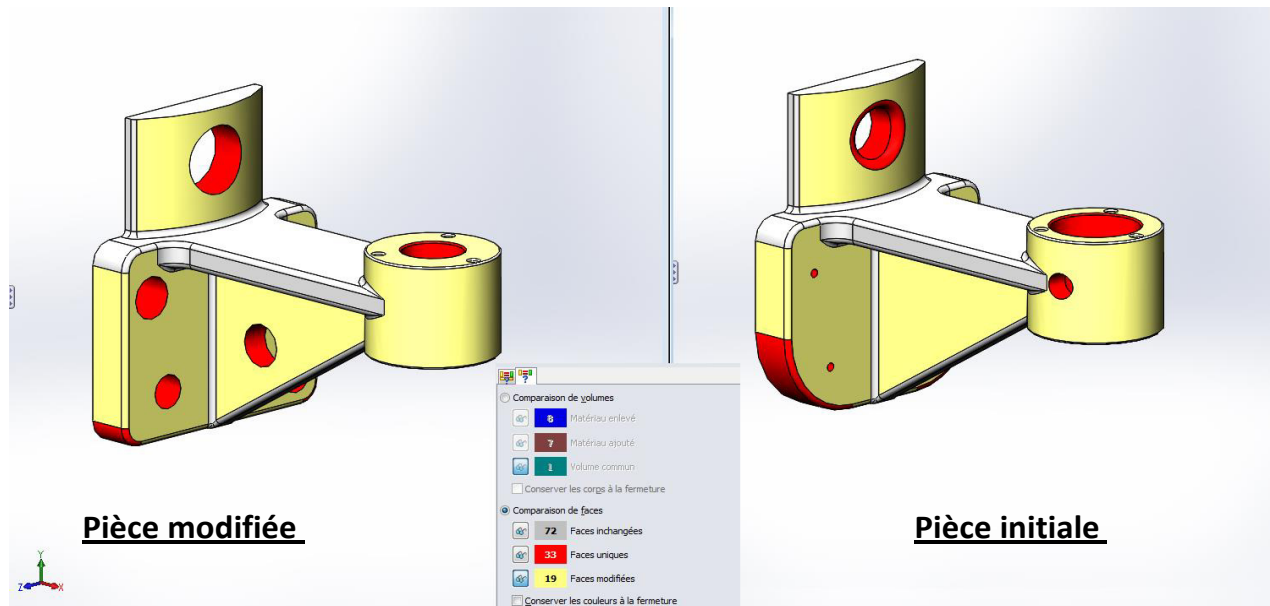 Comparaison de volumes
8 Matériau enlevé
7 Matériau ajouté
1 Volume commun
Conserver les corps à la fermeture
Comparaison de faces
72 Faces inchangées
33 Faces uniques
19 Faces modifiées
Conserver les couleurs à la fermeture
Pièce modifiée
Pièce initiale
Y
Z X